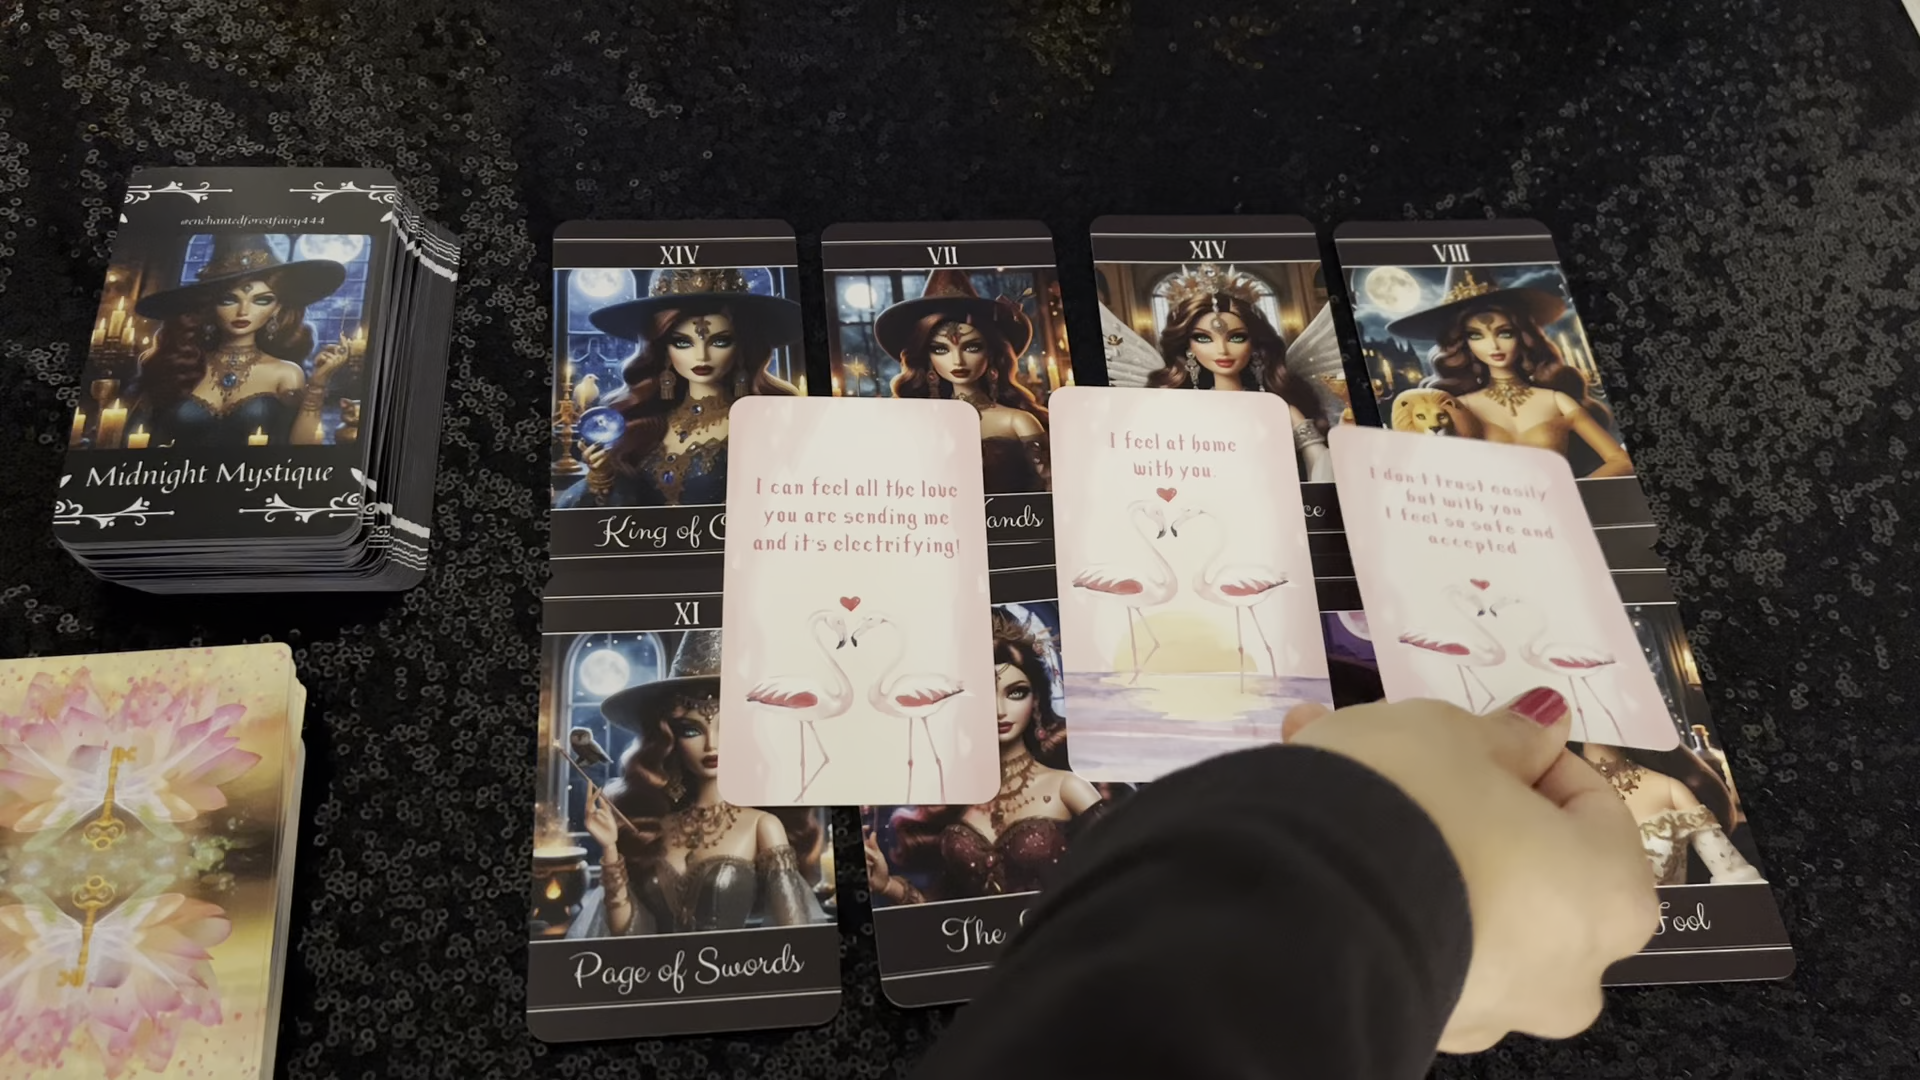 @enchantedforestfairy444
Midnight Mystique
XIV
VII
XIV
VIII
King of
ands
ce
I can feel all the love
you are sending me
and it's electrifying!
I feel at home
with you.
I don't trust easily
but with you
I feel so safe and
accepted
XI
Page of Swords
The
Fool